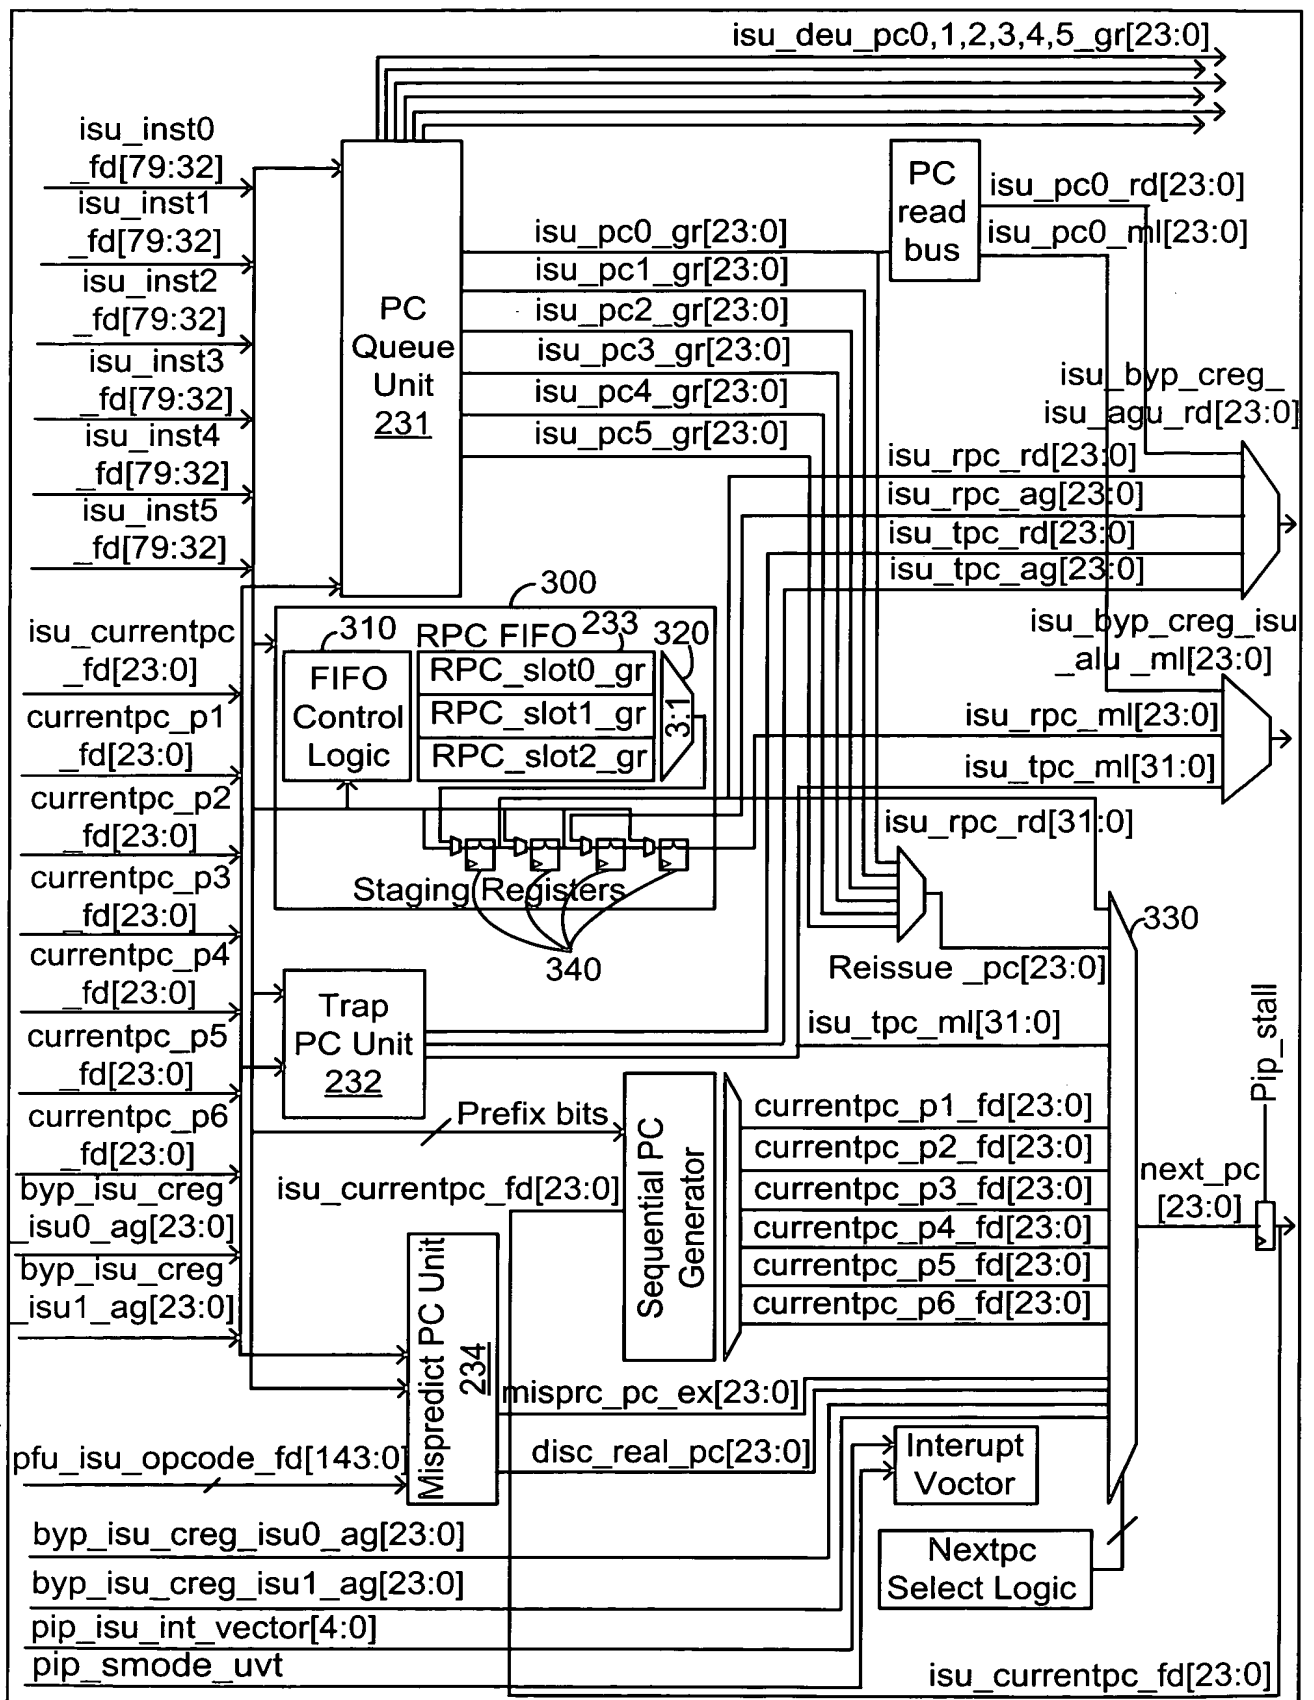 isu_deu_pc0,1,2,3,4,5_gr[23:0]
isu_inst0
_fd[79:32]
isu_inst1
_fd[79:32]
isu_inst2
_fd[79:32]
isu_inst3
_fd[79:32]
isu_inst4
_fd[79:32]
isu_inst5
_fd[79:32]
PC
Queue
Unit
231
isu_pc0_gr[23:0]
isu_pc1_gr[23:0]
isu_pc2_gr[23:0]
isu_pc3_gr[23:0]
isu_pc4_gr[23:0]
isu_pc5_gr[23:0]
PC
read
bus
isu_pc0_rd[23:0]
isu_pc0_ml[23:0]
isu_byp_creg_
isu_agu_rd[23:0]
isu_rpc_rd[23:0]
isu_rpc_ag[23:0]
isu_tpc_rd[23:0]
isu_tpc_ag[23:0]
isu_byp_creg_isu
_alu_ml[23:0]
isu_rpc_ml[23:0]
isu_tpc_ml[31:0]
isu_currentpc
_fd[23:0]
currentpc_p1
_fd[23:0]
currentpc_p2
_fd[23:0]
currentpc_p3
_fd[23:0]
currentpc_p4
_fd[23:0]
currentpc_p5
_fd[23:0]
currentpc_p6
_fd[23:0]
byp_isu_creg
_isu0_ag[23:0]
byp_isu_creg
_isu1_ag[23:0]
300
310
RPC FIFO
233
320
FIFO
Control
Logic
RPC_slot0_gr
RPC_slot1_gr
RPC_slot2_gr
3:1
Staging Registers
340
isu_rpc_rd[31:0]
330
Reissue _pc[23:0]
isu_tpc_ml[31:0]
Trap
PC Unit
232
Prefix bits
isu_currentpc_fd[23:0]
Sequential PC
Generator
currentpc_p1_fd[23:0]
currentpc_p2_fd[23:0]
currentpc_p3_fd[23:0]
currentpc_p4_fd[23:0]
currentpc_p5_fd[23:0]
currentpc_p6_fd[23:0]
next_pc
[23:0]
Pip_stall
Mispredict PC Unit
234
misprc_pc_ex[23:0]
disc_real_pc[23:0]
pfu_isu_opcode_fd[143:0]
Interupt
Voctor
Nextpc
Select Logic
byp_isu_creg_isu0_ag[23:0]
byp_isu_creg_isu1_ag[23:0]
pip_isu_int_vector[4:0]
pip_smode_uvt
isu_currentpc_fd[23:0]